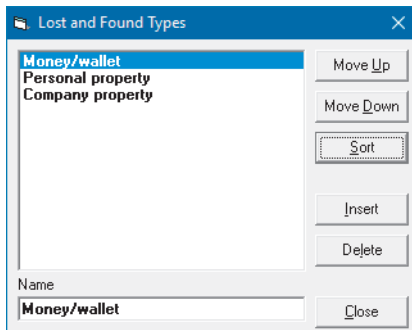 Lost and Found Types
Money/wallet
Personal property
Company property
Move Up
Move Down
Sort
Insert
Delete
Name
Money/wallet
Close